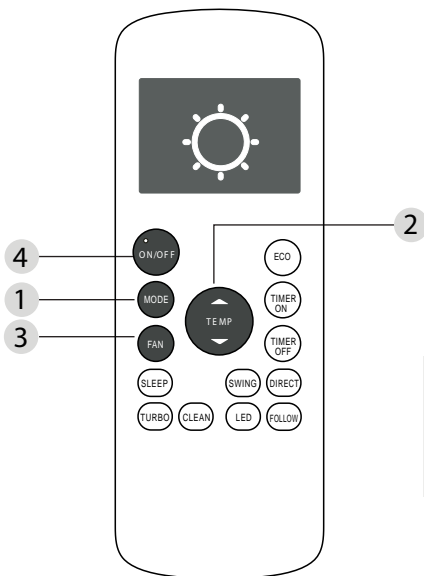 2
4
ON/OFF
ECO
1
MODE
TEMP
TIMER
ON
3
FAN
TIMER
OFF
SLEEP
SWING
DIRECT
TURBO
CLEAN
LED
FOLLOW